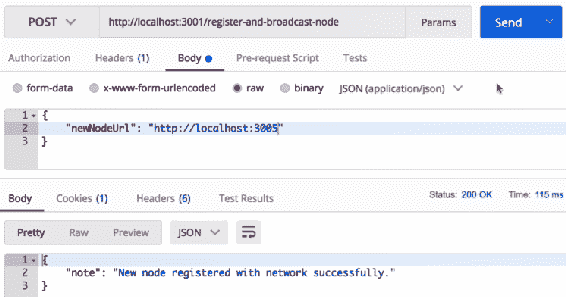 POST http://localhost:3001/register-and-broadcast-node Params Send
Authorization Headers (1) Body Pre-request Script Tests
form-data x-www-form-urlencoded raw binary JSON (application/json)
1 {
2 "newNodeUrl": "http://localhost:3005"
3 }
Body Cookies (1) Headers (6) Test Results Status: 200 OK Time: 115 ms
Pretty Raw Preview JSON
1 {
2 "note": "New node registered with network successfully."
3 }